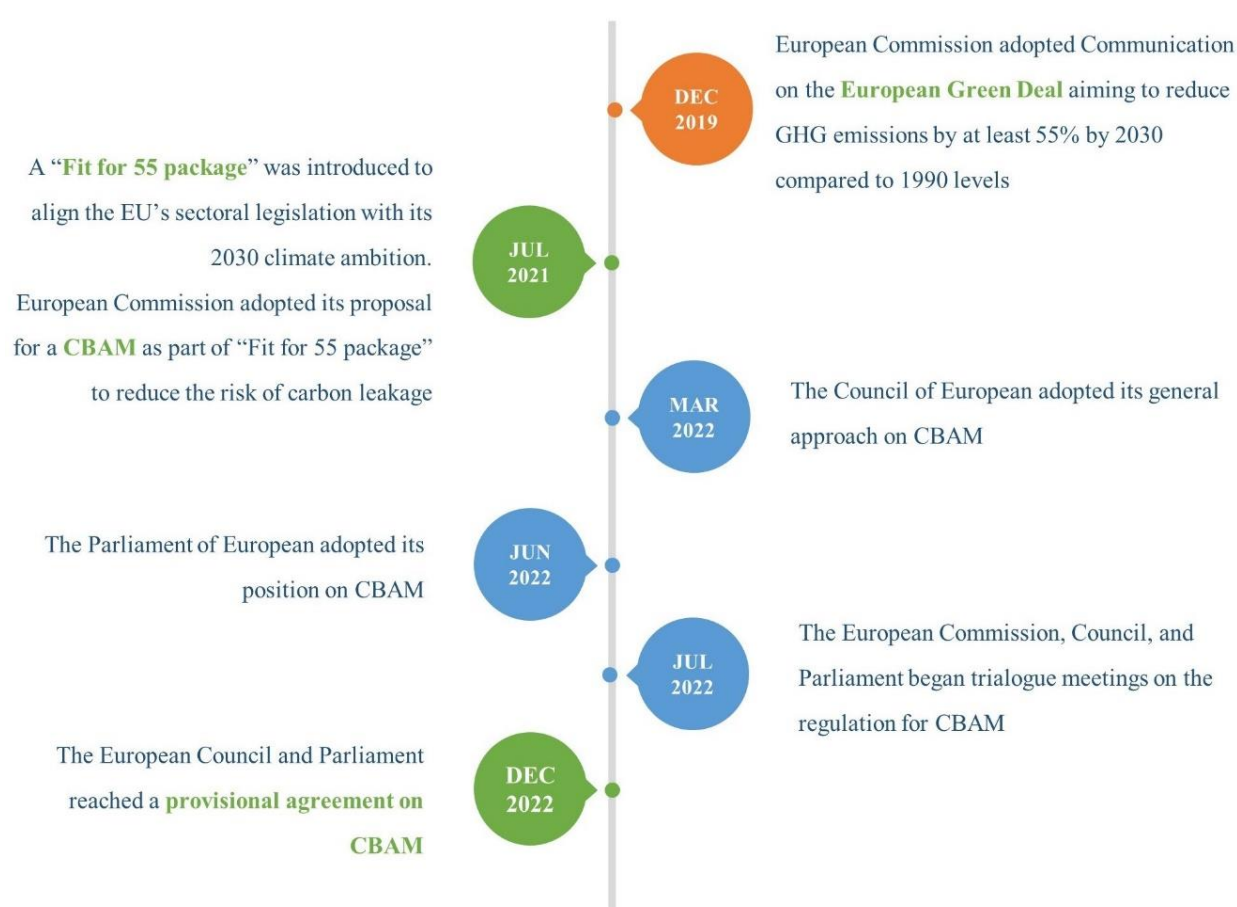 DEC
2019
European Commission adopted Communication
on the European Green Deal aiming to reduce
GHG emissions by at least 55% by 2030
compared to 1990 levels
A “Fit for 55 package” was introduced to
align the EU’s sectoral legislation with its
2030 climate ambition.
European Commission adopted its proposal
for a CBAM as part of “Fit for 55 package”
to reduce the risk of carbon leakage
JUL
2021
MAR
2022
The Council of European adopted its general
approach on CBAM
The Parliament of European adopted its
position on CBAM
JUN
2022
JUL
2022
The European Commission, Council, and
Parliament began trialogue meetings on the
regulation for CBAM
The European Council and Parliament
reached a provisional agreement on
CBAM
DEC
2022